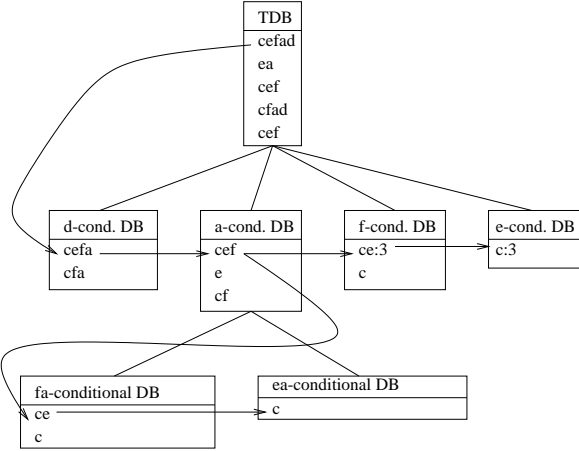 TDB
cefad
ea
cef
cfad
cef
d-cond. DB
cefa
cfa
a-cond. DB
cef
e
cf
f-cond. DB
ce:3
c
e-cond. DB
c:3
fa-conditional DB
ce
c
ea-conditional DB
c